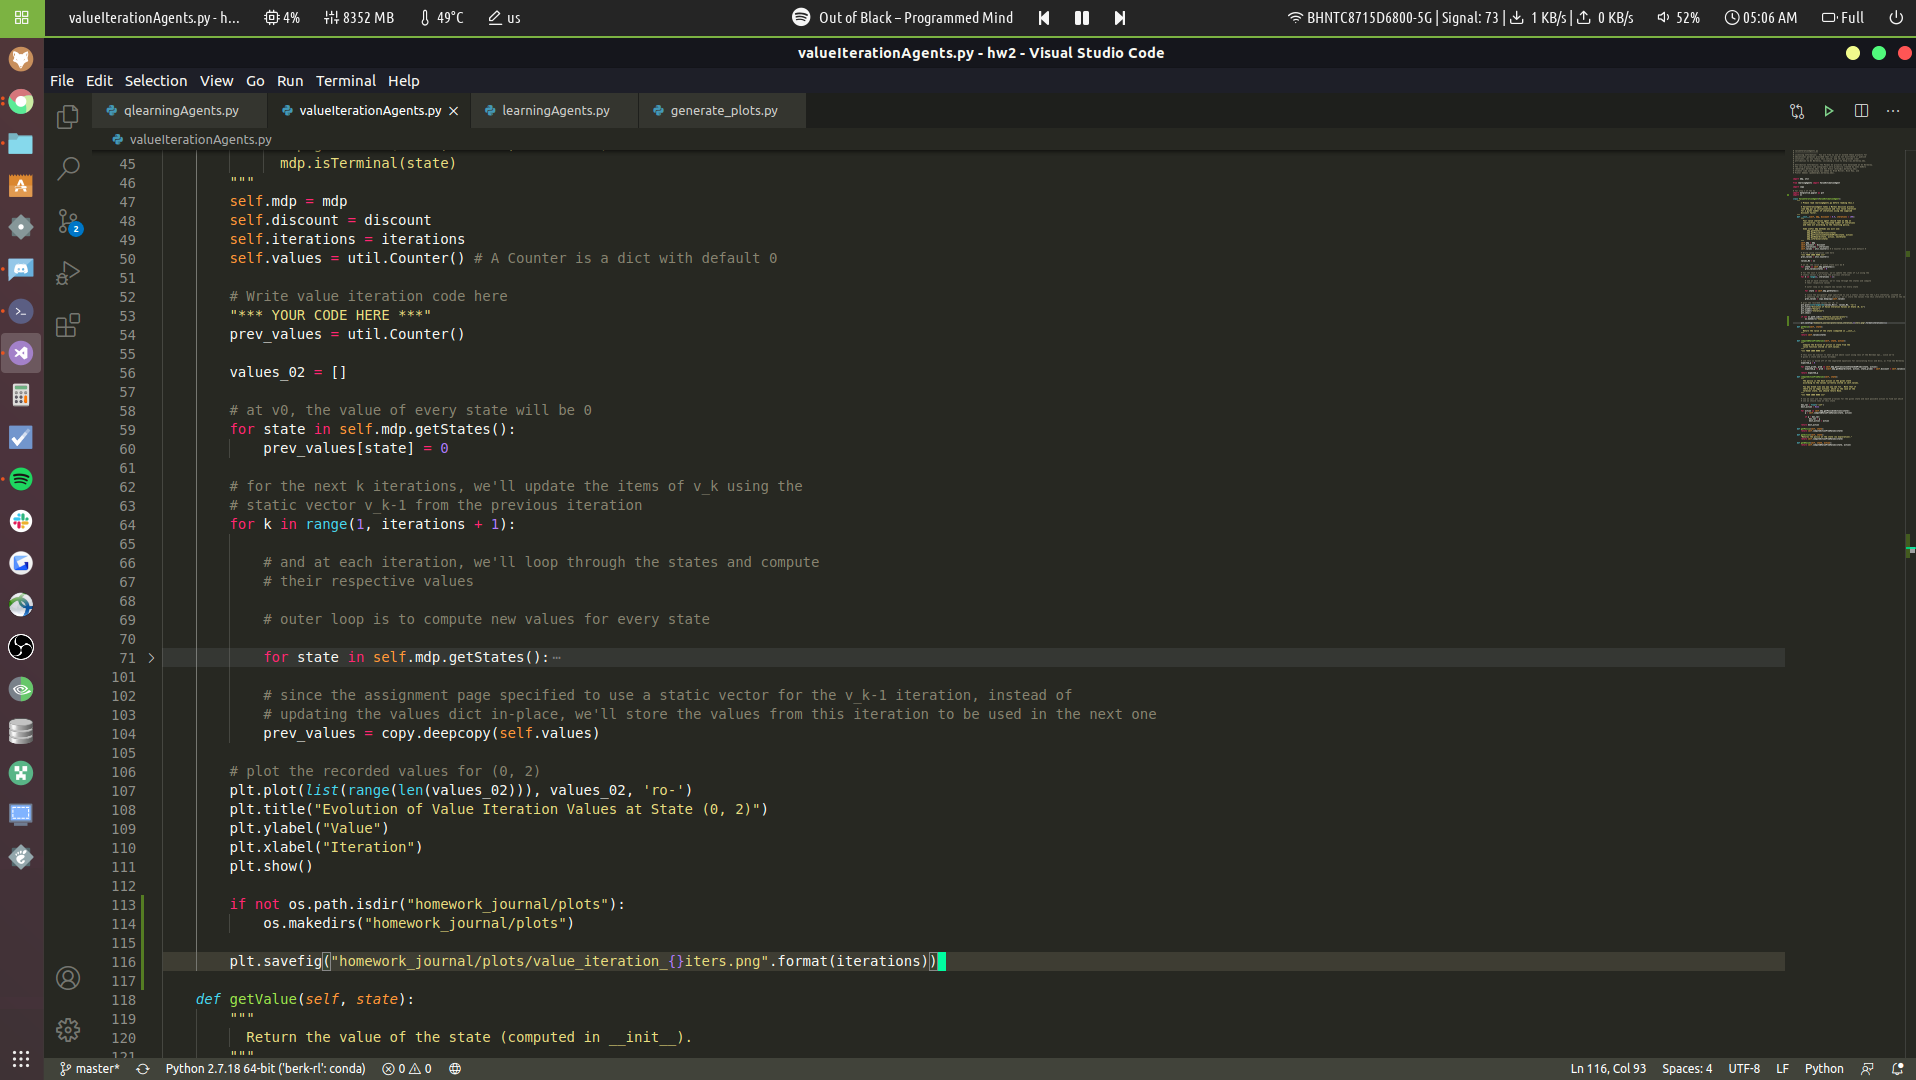 valueIterationAgents.py - h... 4% 8352 MB 49°C us Out of Black – Programmed Mind BHNTC8715D6800-5G | Signal: 73 | 1 KB/s | 0 KB/s 52% 05:06 AM Full
valueIterationAgents.py - hw2 - Visual Studio Code
File Edit Selection View Go Run Terminal Help
qlearningAgents.py valueIterationAgents.py learningAgents.py generate_plots.py
valueIterationAgents.py
45 mdp.isTerminal(state)
46 """
47 self.mdp = mdp
48 self.discount = discount
49 self.iterations = iterations
50 self.values = util.Counter() # A Counter is a dict with default 0
51
52 # Write value iteration code here
53 "*** YOUR CODE HERE ***"
54 prev_values = util.Counter()
55
56 values_02 = []
57
58 # at v0, the value of every state will be 0
59 for state in self.mdp.getStates():
60 prev_values[state] = 0
61
62 # for the next k iterations, we'll update the items of v_k using the
63 # static vector v_k-1 from the previous iteration
64 for k in range(1, iterations + 1):
65
66 # and at each iteration, we'll loop through the states and compute
67 # their respective values
68
69 # outer loop is to compute new values for every state
70
71 for state in self.mdp.getStates():
101
102 # since the assignment page specified to use a static vector for the v_k-1 iteration, instead of
103 # updating the values dict in-place, we'll store the values from this iteration to be used in the next one
104 prev_values = copy.deepcopy(self.values)
105
106 # plot the recorded values for (0, 2)
107 plt.plot(list(range(len(values_02))), values_02, 'ro-')
108 plt.title("Evolution of Value Iteration Values at State (0, 2)")
109 plt.ylabel("Value")
110 plt.xlabel("Iteration")
111 plt.show()
112
113 if not os.path.isdir("homework_journal/plots"):
114 os.makedirs("homework_journal/plots")
115
116 plt.savefig("homework_journal/plots/value_iteration_{}iters.png".format(iterations))
117
118 def getValue(self, state):
119 """
120 Return the value of the state (computed in __init__).
121 """
2
master* Python 2.7.18 64-bit ('berk-rl': conda) 0 0 Ln 116, Col 93 Spaces: 4 UTF-8 LF Python